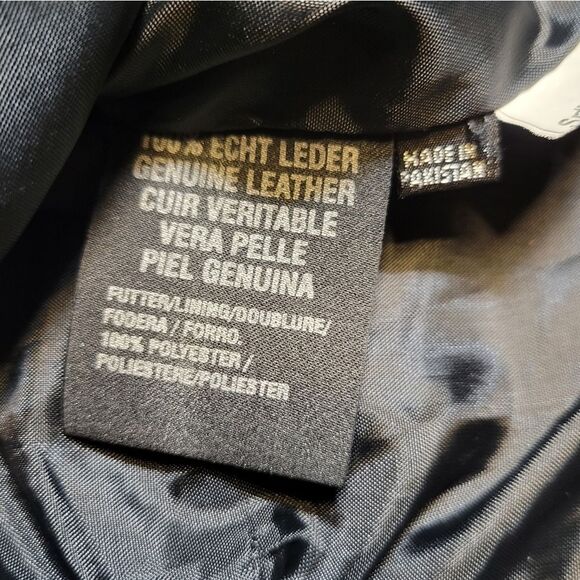 100% ECHT LEDER
GENUINE LEATHER
CUIR VERITABLE
VERA PELLE
PIEL GENUINA
FUTTER/LINING/DOUBLURE/
FODERA / FORRO.
100% POLYESTER /
POLIESTERE/POLIESTER
MADE IN
PAKISTAN